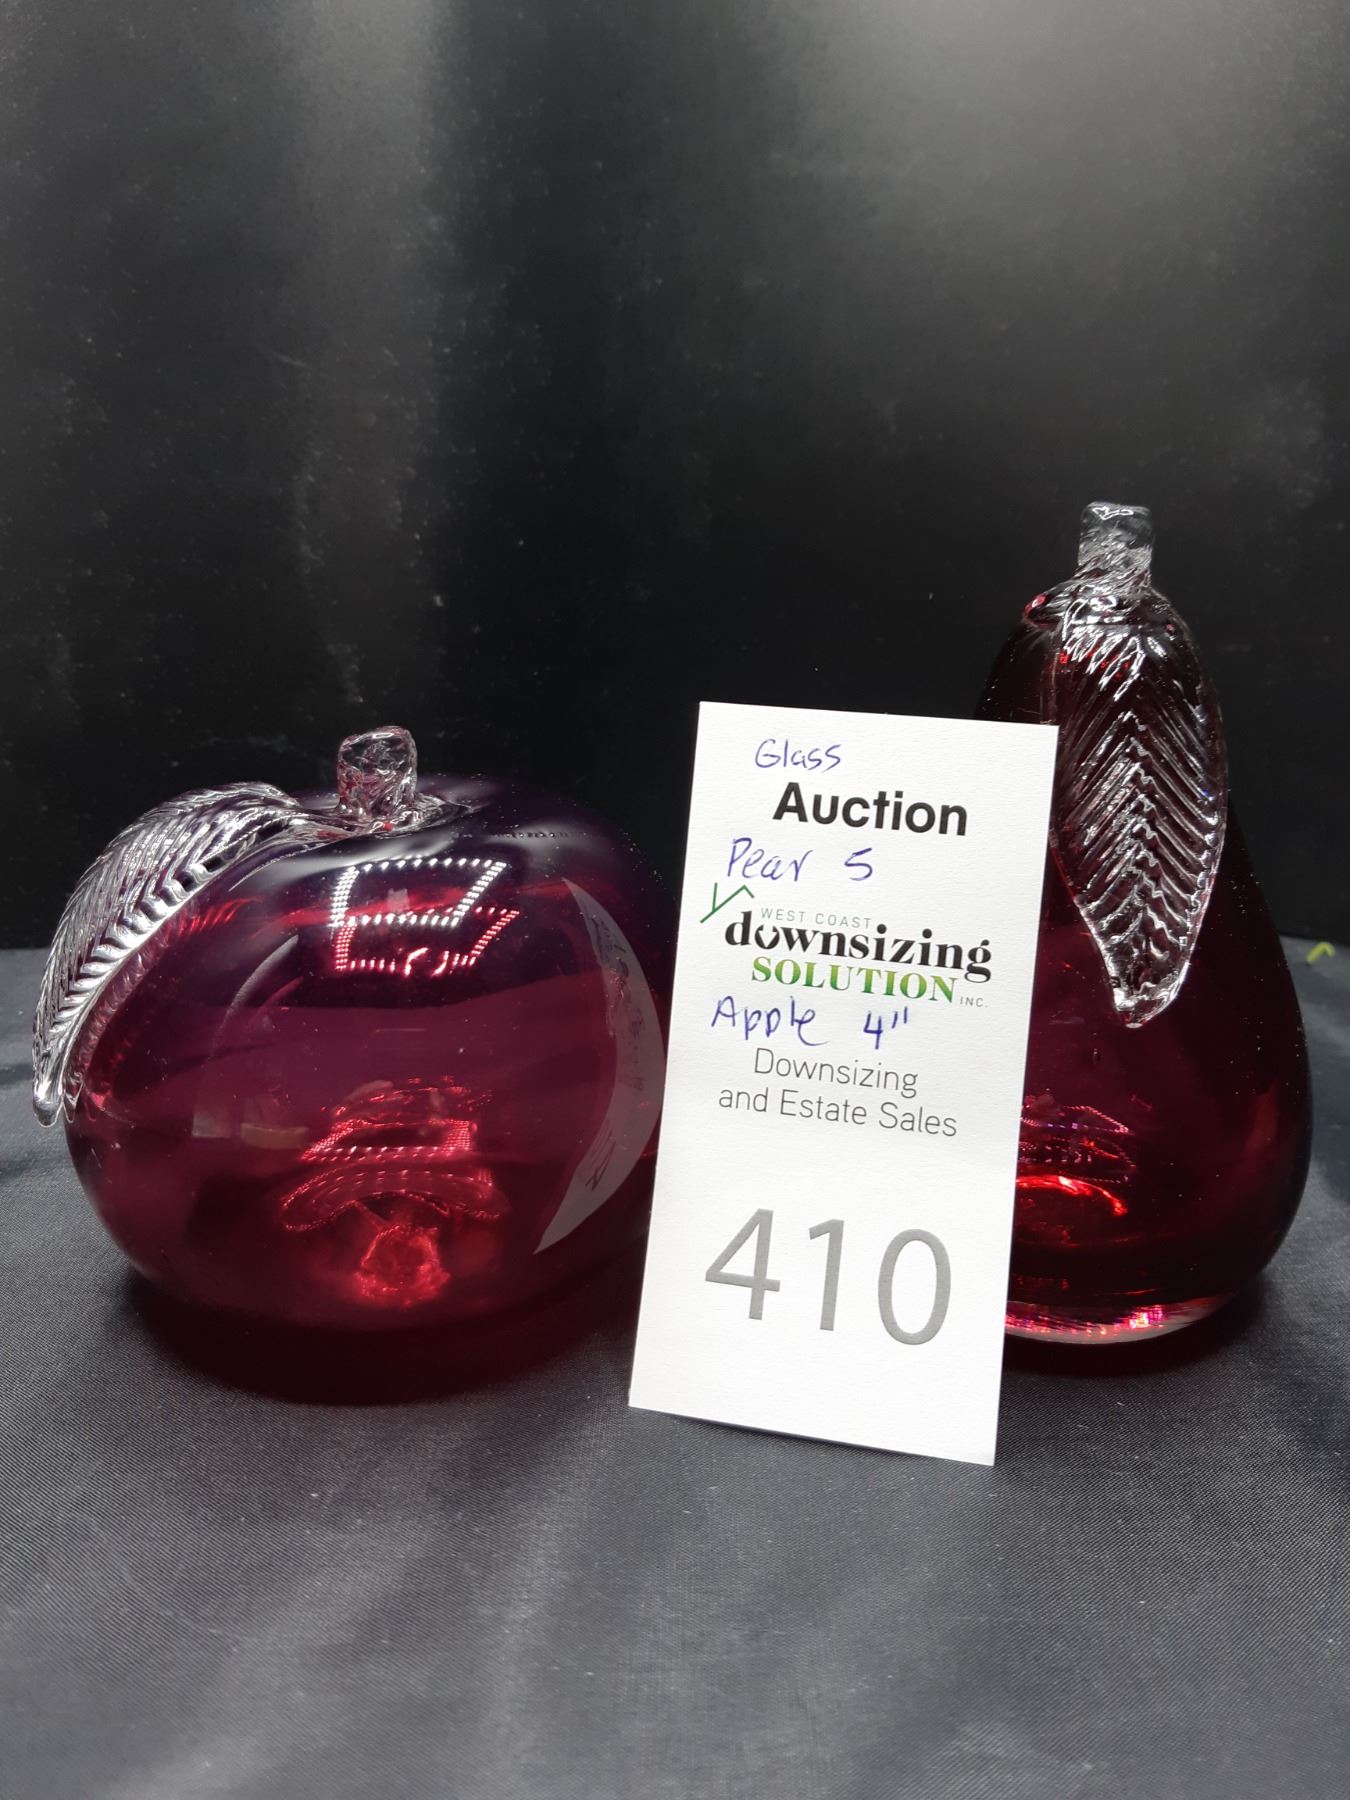 Glass
Auction
Pear 5
WEST COAST
downsizing
SOLUTION INC.
Apple 4"
Downsizing
and Estate Sales
410